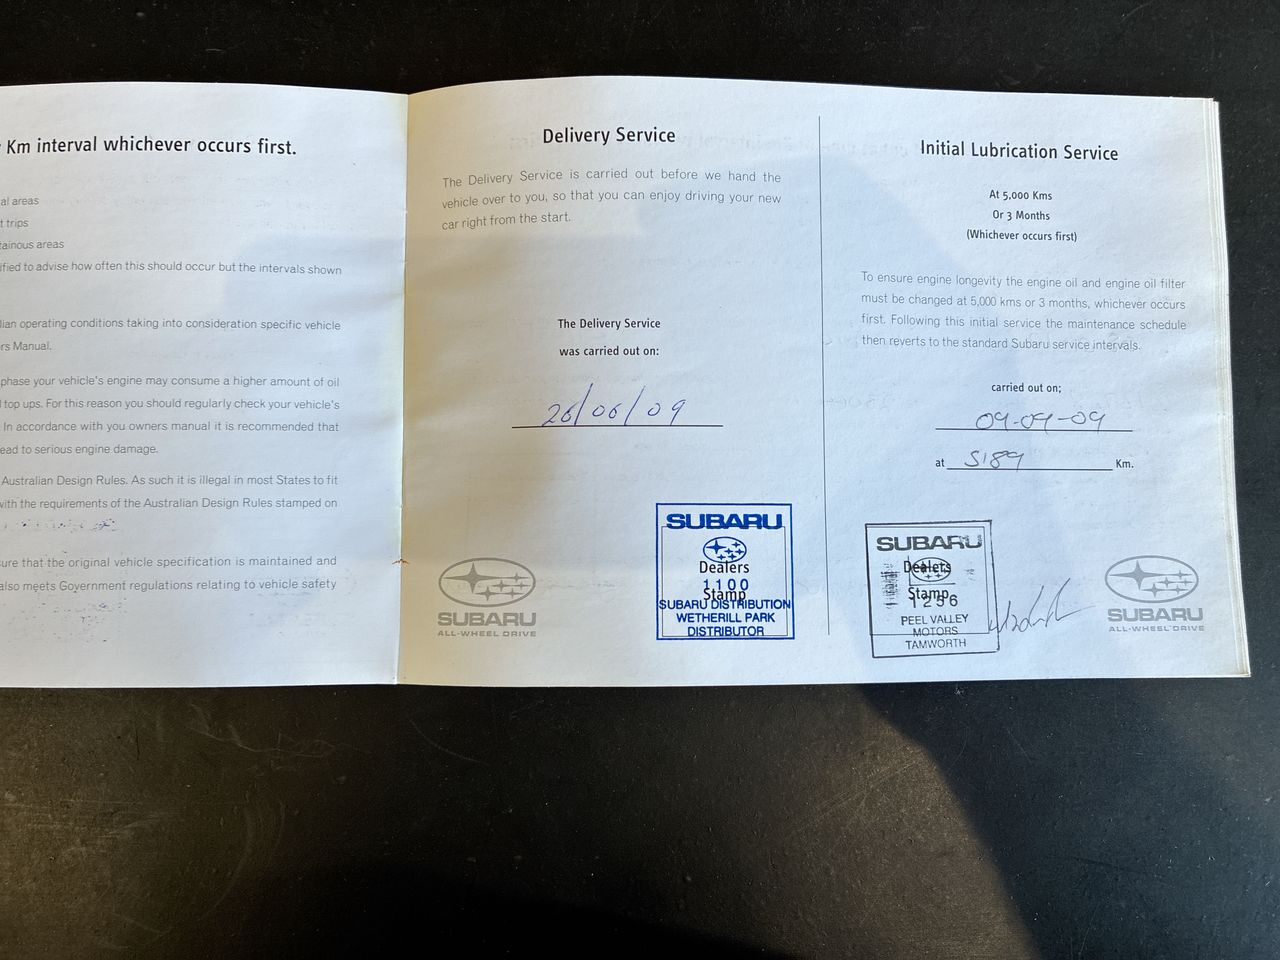 Km interval whichever occurs first.
al areas
t trips
tainous areas
ified to advise how often this should occur but the intervals shown
lian operating conditions taking into consideration specific vehicle
rs Manual.
phase your vehicle's engine may consume a higher amount of oil
l top ups. For this reason you should regularly check your vehicle's
In accordance with you owners manual it is recommended that
ead to serious engine damage.
Australian Design Rules. As such it is illegal in most States to fit
with the requirements of the Australian Design Rules stamped on
ure that the original vehicle specification is maintained and
also meets Government regulations relating to vehicle safety
Delivery Service
The Delivery Service is carried out before we hand the
vehicle over to you, so that you can enjoy driving your new
car right from the start.
The Delivery Service
was carried out on:
26/06/09
SUBARU
ALL-WHEEL DRIVE
SUBARU
Dealers
1100
Stamp
SUBARU DISTRIBUTION
WETHERILL PARK
DISTRIBUTOR
Initial Lubrication Service
At 5,000 Kms
Or 3 Months
(Whichever occurs first)
To ensure engine longevity the engine oil and engine oil filter
must be changed at 5,000 kms or 3 months, whichever occurs
first. Following this initial service the maintenance schedule
then reverts to the standard Subaru service intervals.
carried out on;
09-09-09
at 5189 Km.
SUBARU
Dealers
Stamp
1256
PEEL VALLEY
MOTORS
TAMWORTH
SUBARU
ALL-WHEEL DRIVE